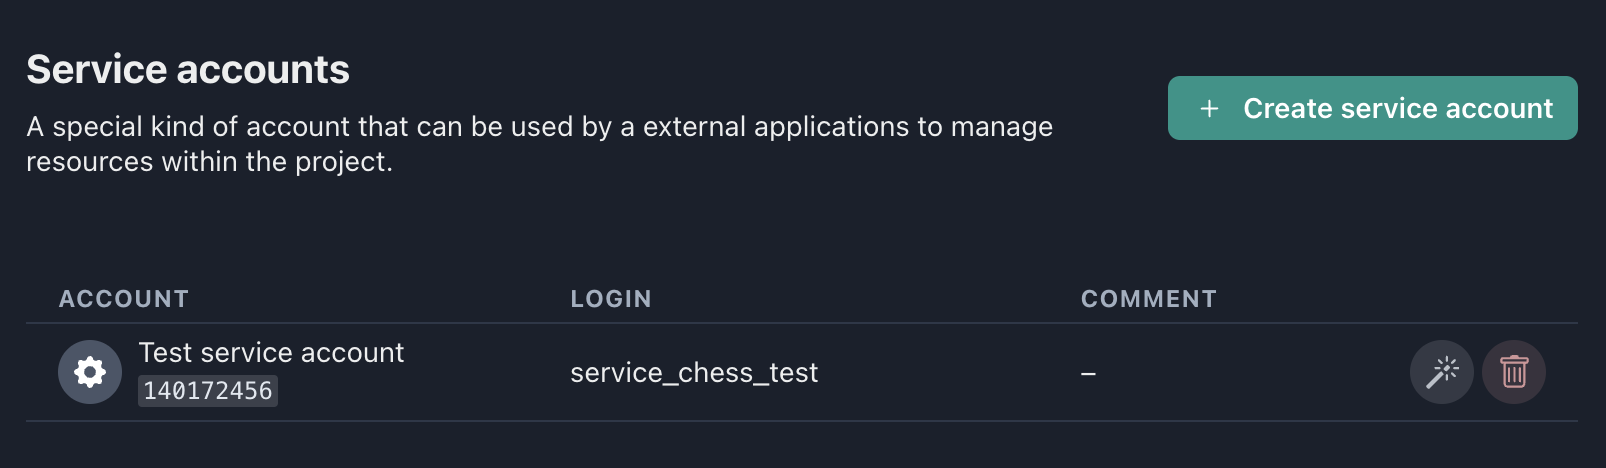 Service accounts
A special kind of account that can be used by a external applications to manage
resources within the project.
+ Create service account
ACCOUNT LOGIN COMMENT
Test service account
140172456
service_chess_test
–